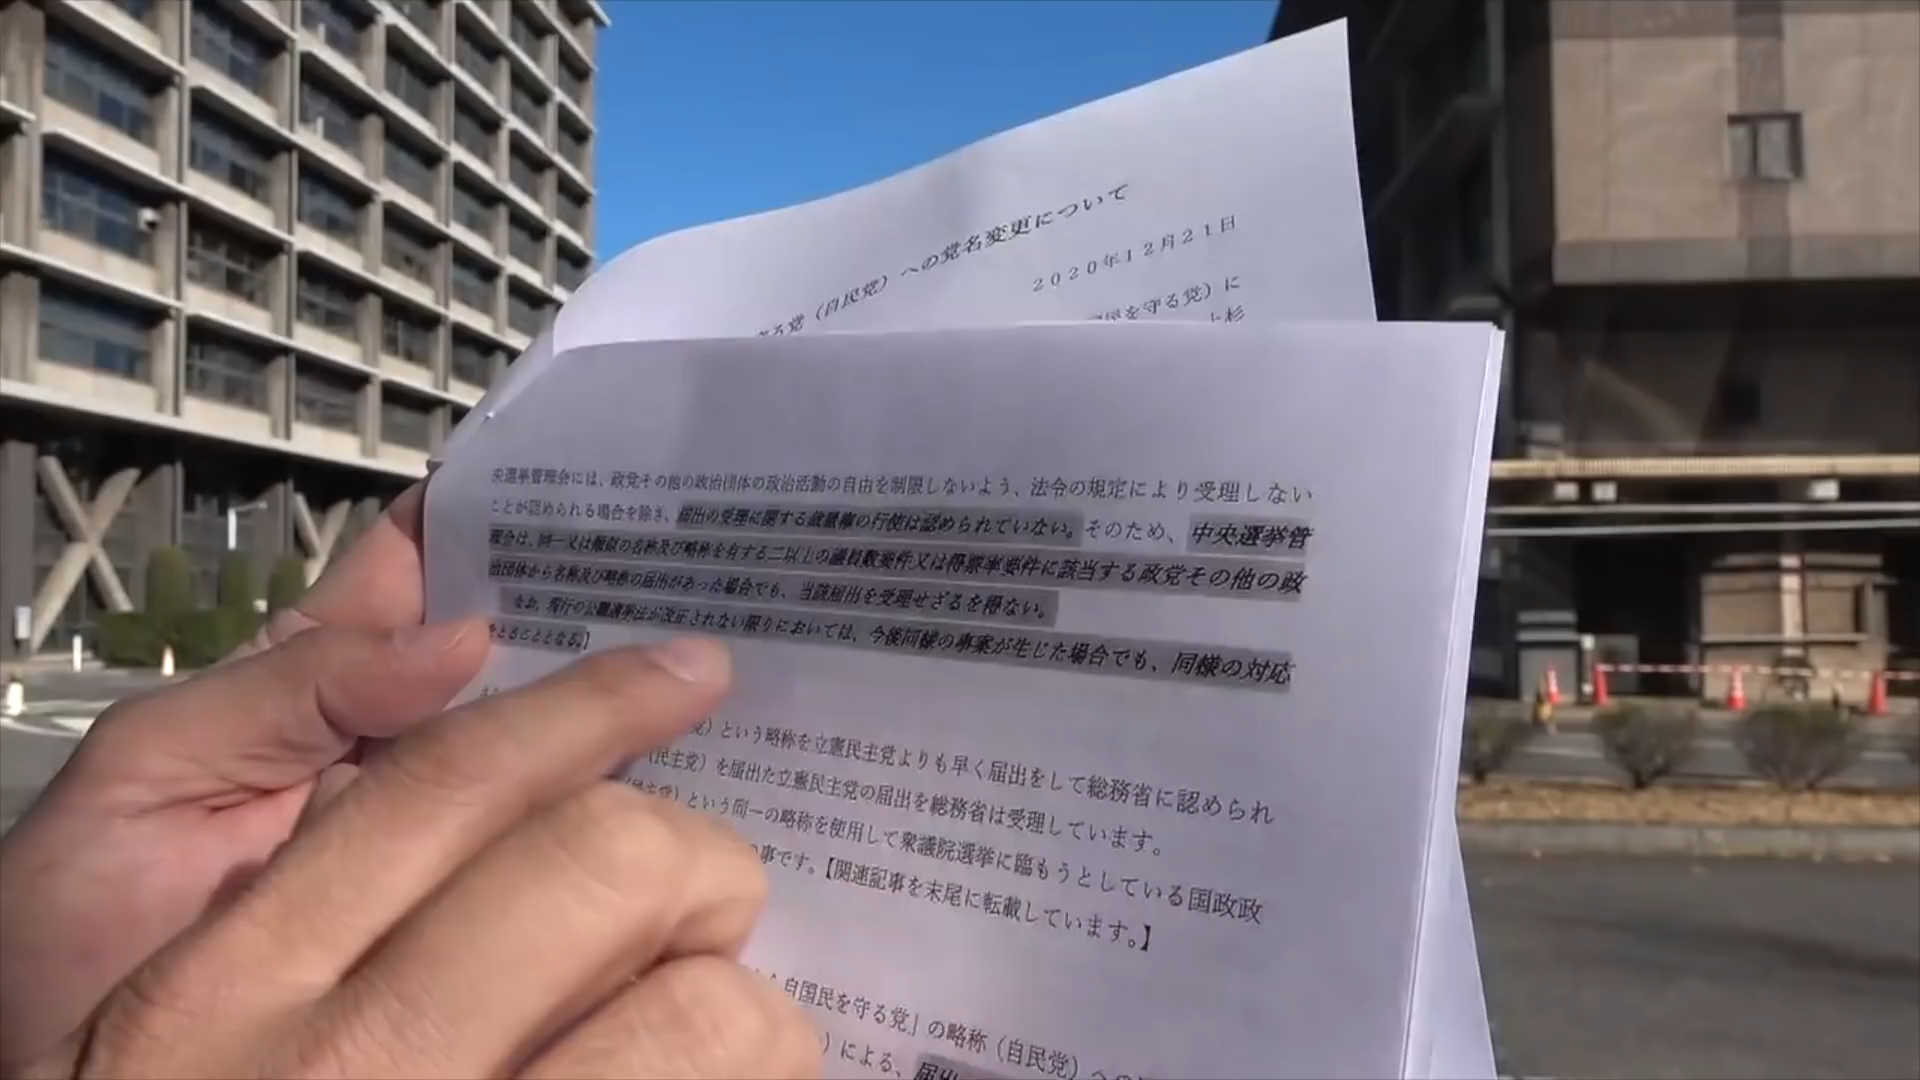 る党（自民党）への党名変更について
２０２０年１２月２１日
民を守る党）に
上杉
央選挙管理会には、政党その他の政治団体の政治活動の自由を制限しないよう、法令の規定により受理しない
ことが認められる場合を除き、届出の受理に関する裁量権の行使は認められていない。そのため、中央選挙管
理会は、同一又は類似の名称及び略称を有する二以上の議員数要件又は得票率要件に該当する政党その他の政
治団体から名称及び略称の届出があった場合でも、当該届出を受理せざるを得ない。
なお、現行の公職選挙法が改正されない限りにおいては、今後同様の事案が生じた場合でも、同様の対応
をとることとなる。】
党）という略称を立憲民主党よりも早く届出をして総務省に認められ
（民主党）を届出た立憲民主党の届出を総務省は受理しています。
（民主党）という同一の略称を使用して衆議院選挙に臨もうとしている国政政
の事です。【関連記事を末尾に転載しています。】
自国民を守る党」の略称（自民党）へ
）による、届出